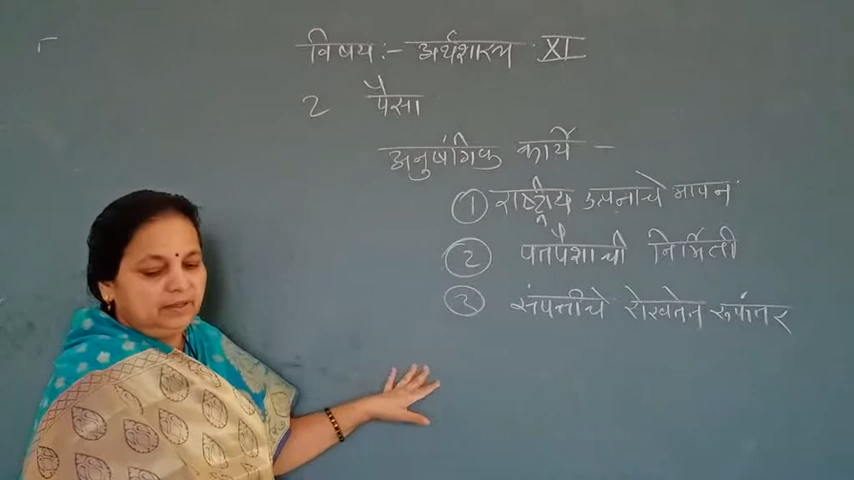 विषय :- अर्थशास्त्र XI
2 पैसा
अनुषंगिक कार्ये -
① राष्ट्रीय उत्पन्नाचे मापन
② पतपैशाची निर्मिती
③ संपत्तीचे रोखतेत रुपांतर